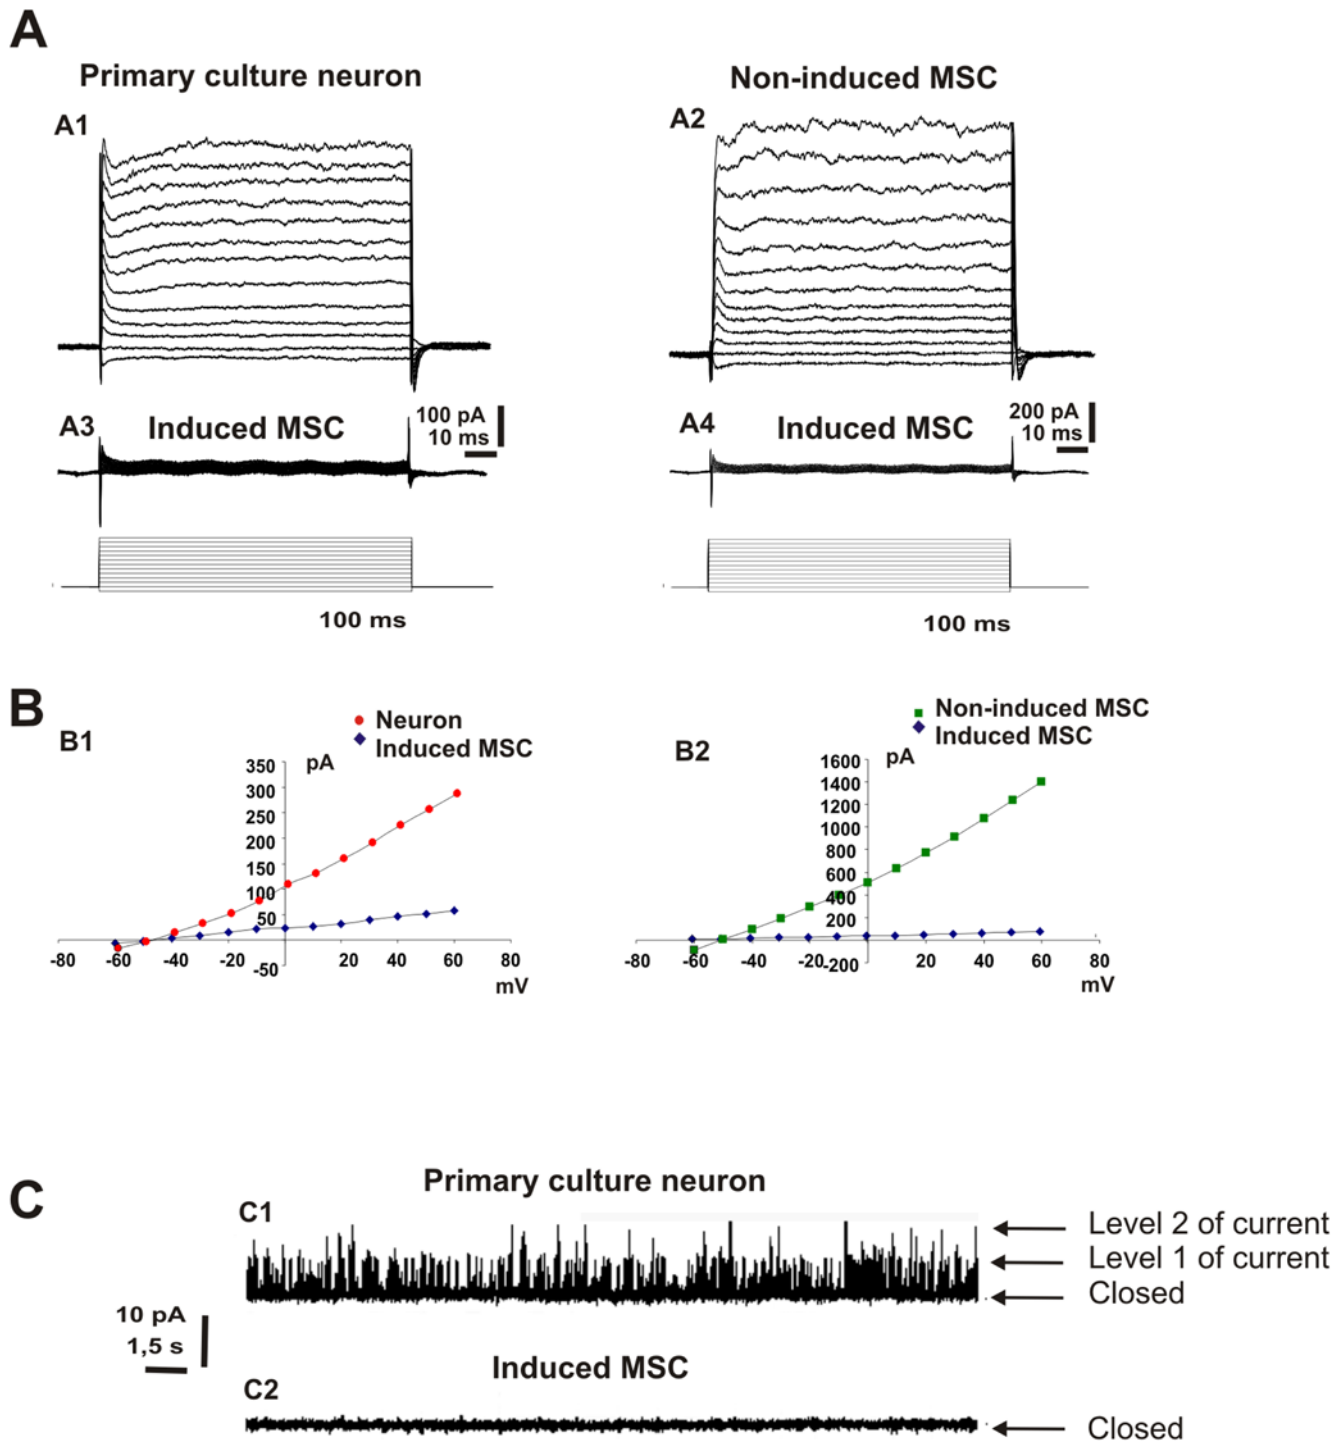 A
Primary culture neuron
Non-induced MSC
A1
A2
A3
Induced MSC
100 pA
10 ms
A4
Induced MSC
200 pA
10 ms
100 ms
100 ms
B
B1
Neuron
Induced MSC
pA
350
300
250
200
150
100
50
-50
-80
-60
-40
-20
20
40
60
80
mV
B2
Non-induced MSC
Induced MSC
pA
1600
1400
1200
1000
800
600
400
200
-200
-80
-60
-40
-20
20
40
60
80
mV
C
Primary culture neuron
C1
Level 2 of current
Level 1 of current
Closed
10 pA
1,5 s
Induced MSC
C2
Closed